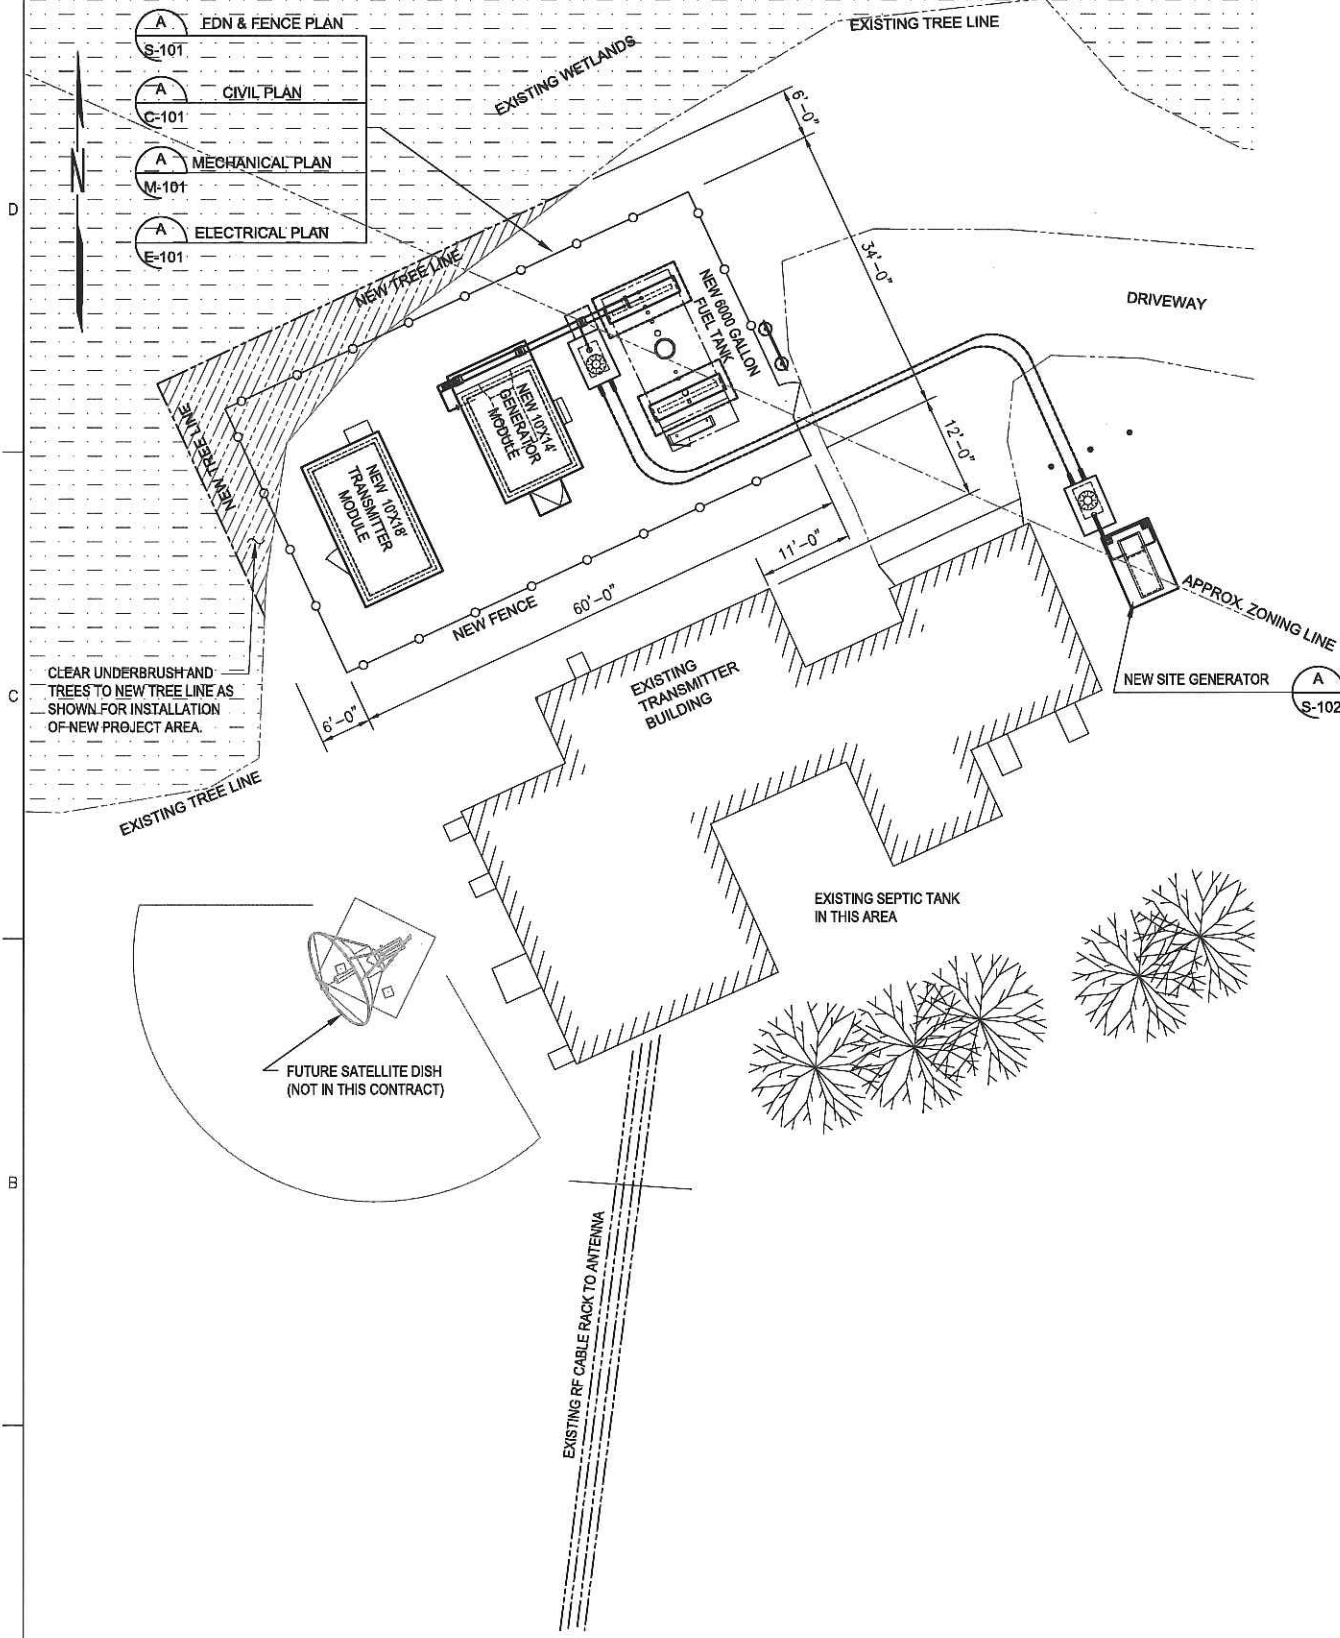 A FDN & FENCE PLAN
S-101
A CIVIL PLAN
C-101
A MECHANICAL PLAN
M-101
A ELECTRICAL PLAN
E-101
N
EXISTING TREE LINE
EXISTING WETLANDS
6'-0"
D
34'-0"
NEW TREE LINE
NEW 6000 GALLON
FUEL TANK
DRIVEWAY
NEW 10'X14'
GENERATOR
MODULE
NEW TREE LINE
NEW 10'X18'
TRANSMITTER
MODULE
12'-0"
11'-0"
60'-0"
NEW FENCE
APPROX. ZONING LINE
CLEAR UNDERBRUSH AND
TREES TO NEW TREE LINE AS
SHOWN FOR INSTALLATION
OF NEW PROJECT AREA.
C
EXISTING
TRANSMITTER
BUILDING
NEW SITE GENERATOR
A
S-102
6'-0"
EXISTING TREE LINE
EXISTING SEPTIC TANK
IN THIS AREA
FUTURE SATELLITE DISH
(NOT IN THIS CONTRACT)
B
EXISTING RF CABLE RACK TO ANTENNA